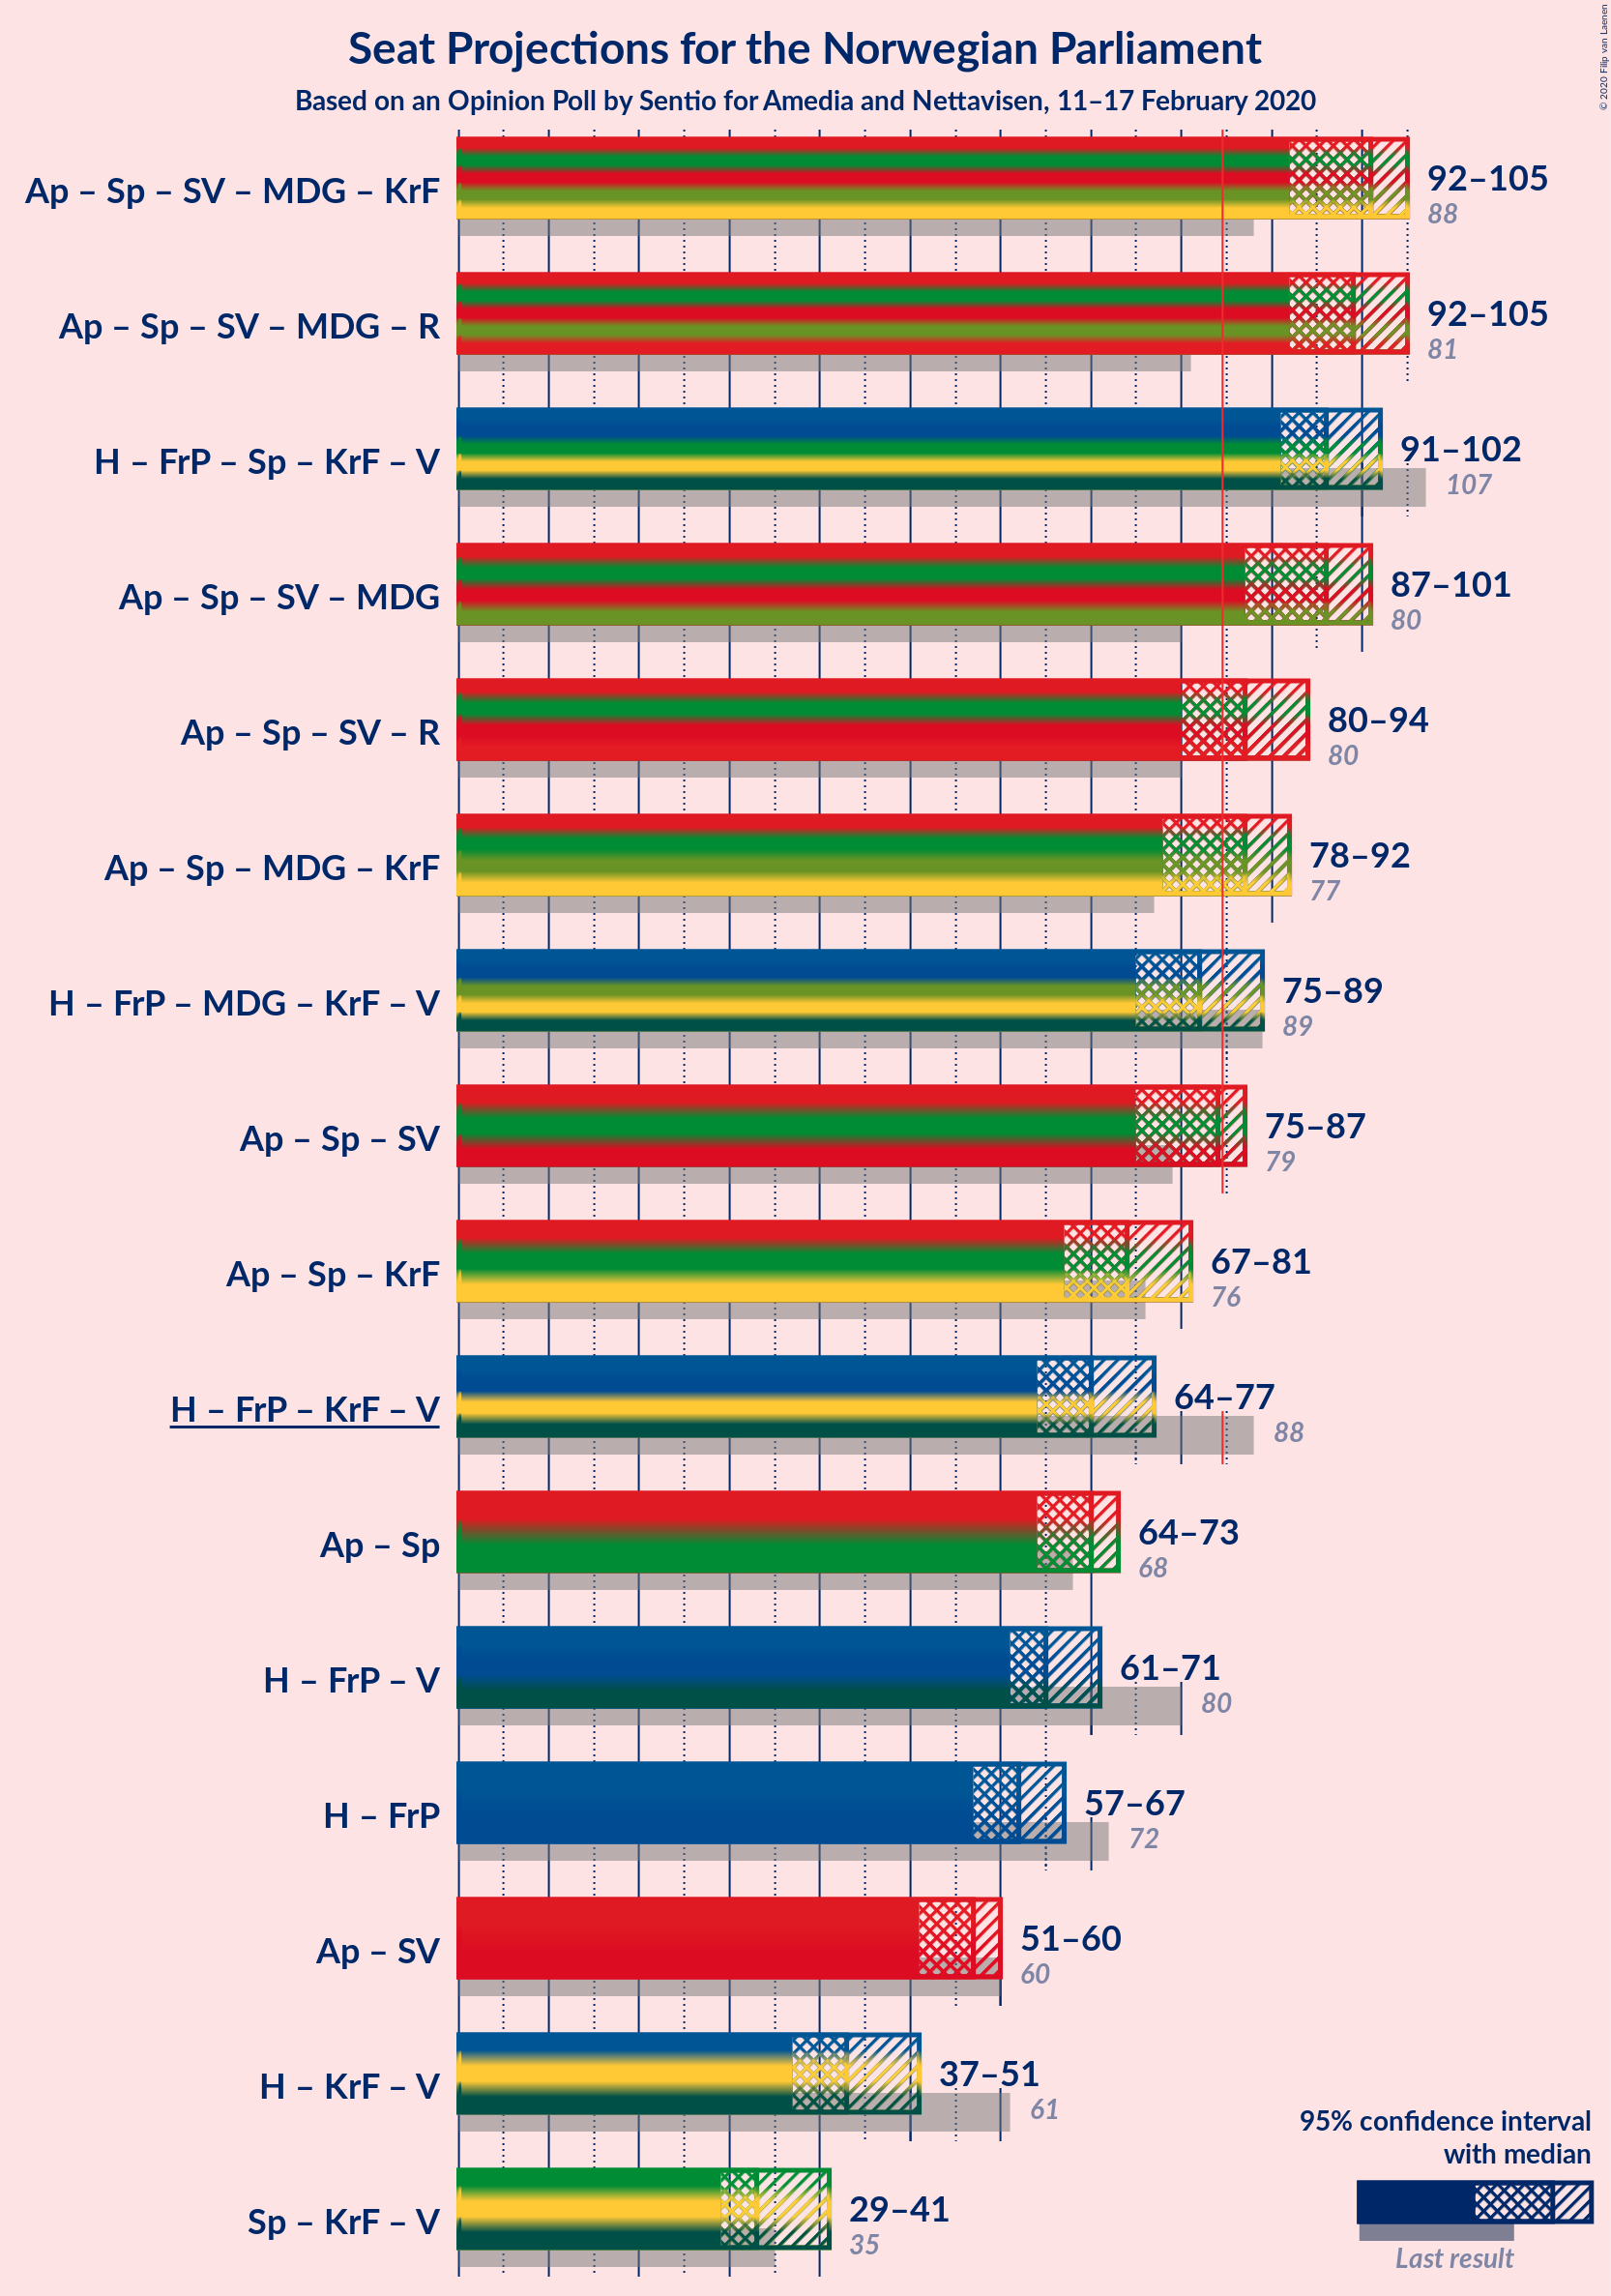 © 2020 Filip van Laenen
Seat Projections for the Norwegian Parliament
Based on an Opinion Poll by Sentio for Amedia and Nettavisen, 11–17 February 2020
Ap – Sp – SV – MDG – KrF
92–105
88
Ap – Sp – SV – MDG – R
92–105
81
H – FrP – Sp – KrF – V
91–102
107
Ap – Sp – SV – MDG
87–101
80
Ap – Sp – SV – R
80–94
80
Ap – Sp – MDG – KrF
78–92
77
H – FrP – MDG – KrF – V
75–89
89
Ap – Sp – SV
75–87
79
Ap – Sp – KrF
67–81
76
H – FrP – KrF – V
64–77
88
Ap – Sp
64–73
68
H – FrP – V
61–71
80
H – FrP
57–67
72
Ap – SV
51–60
60
H – KrF – V
37–51
61
Sp – KrF – V
29–41
35
95% confidence interval
with median
Last result